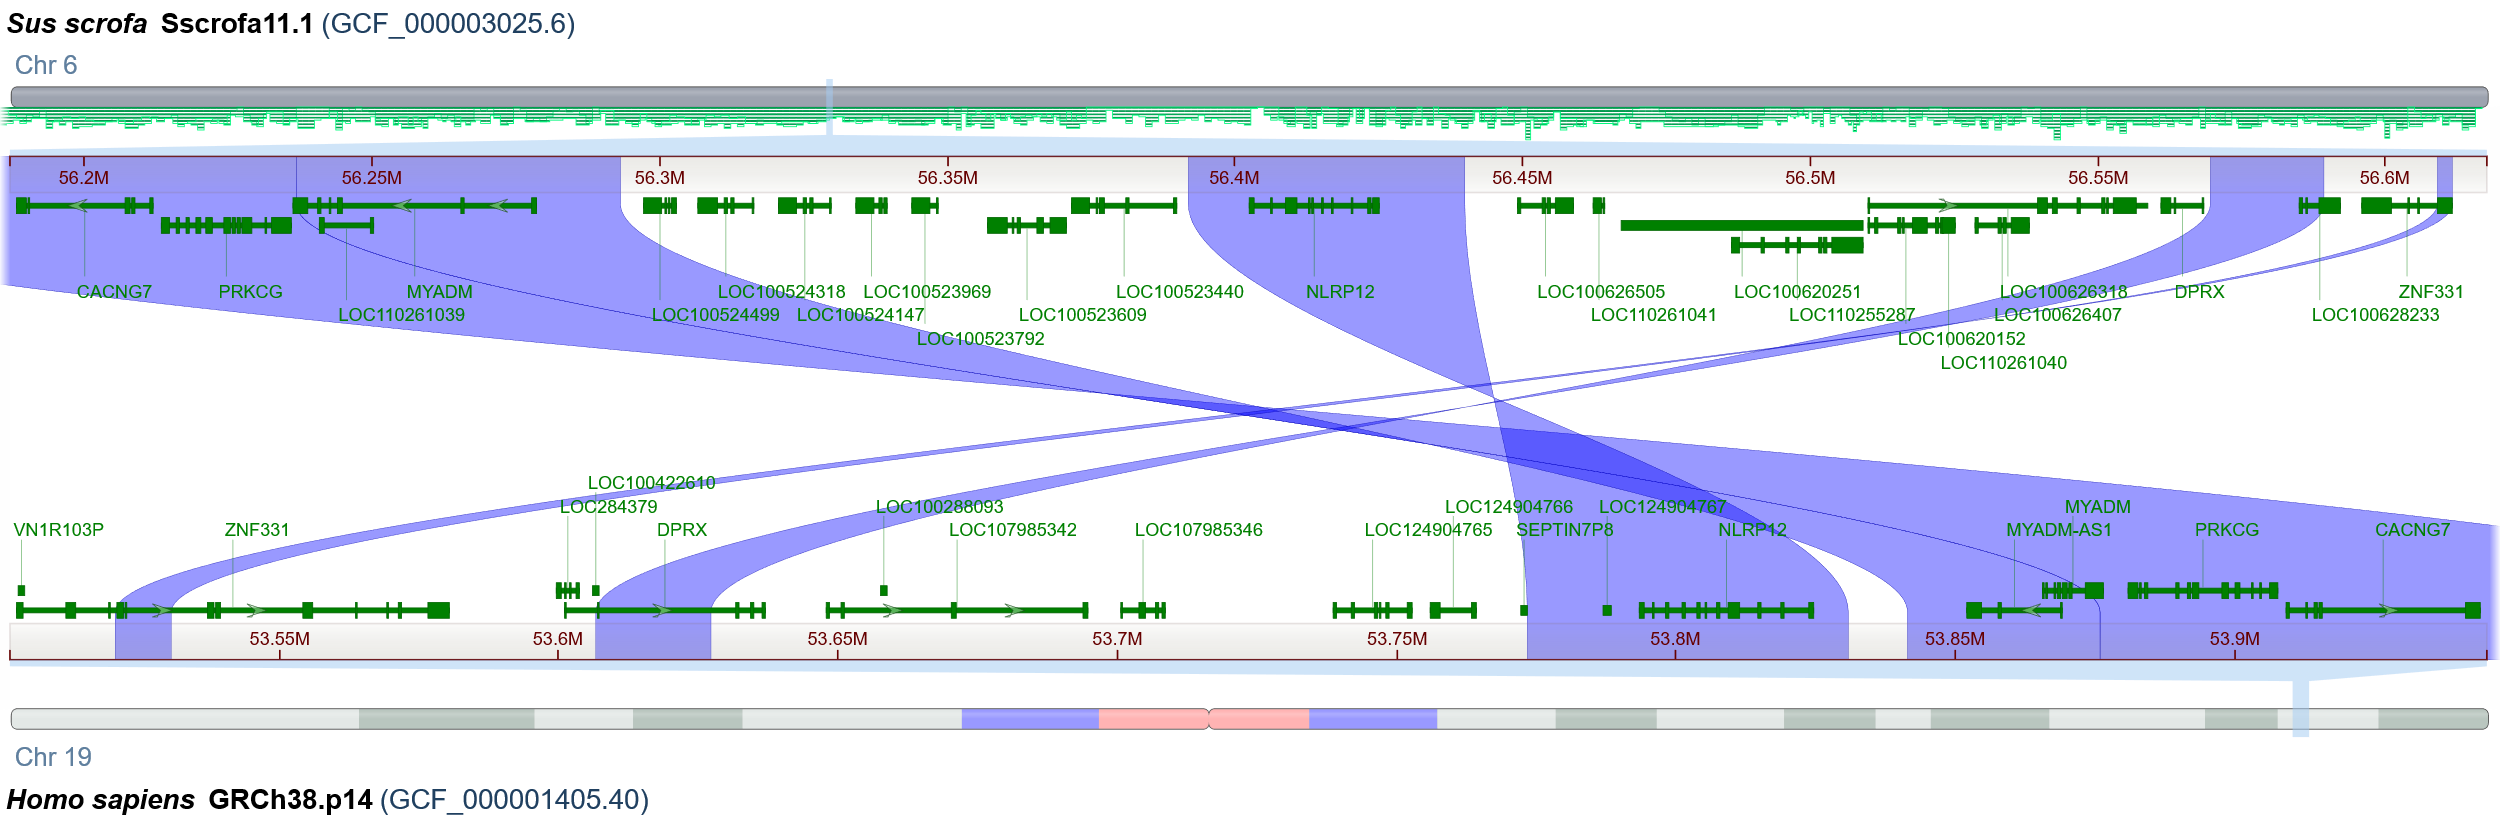 Sus scrofa Sscrofa11.1 (GCF_000003025.6)
Chr 6
56.2M 56.25M 56.3M 56.35M 56.4M 56.45M 56.5M 56.55M 56.6M
CACNG7 PRKCG MYADM LOC100524318 LOC100523969 LOC100523440 NLRP12 LOC100626505 LOC100620251 LOC100626318 DPRX ZNF331
LOC110261039 LOC100524499 LOC100524147 LOC100523609 LOC110261041 LOC110255287 LOC100626407 LOC100628233
LOC100523792 LOC100620152
LOC110261040
LOC100422610
LOC284379 LOC100288093 LOC124904766 LOC124904767 MYADM
VN1R103P ZNF331 DPRX LOC107985342 LOC107985346 LOC124904765 SEPTIN7P8 NLRP12 MYADM-AS1 PRKCG CACNG7
53.55M 53.6M 53.65M 53.7M 53.75M 53.8M 53.85M 53.9M
Chr 19
Homo sapiens GRCh38.p14 (GCF_000001405.40)